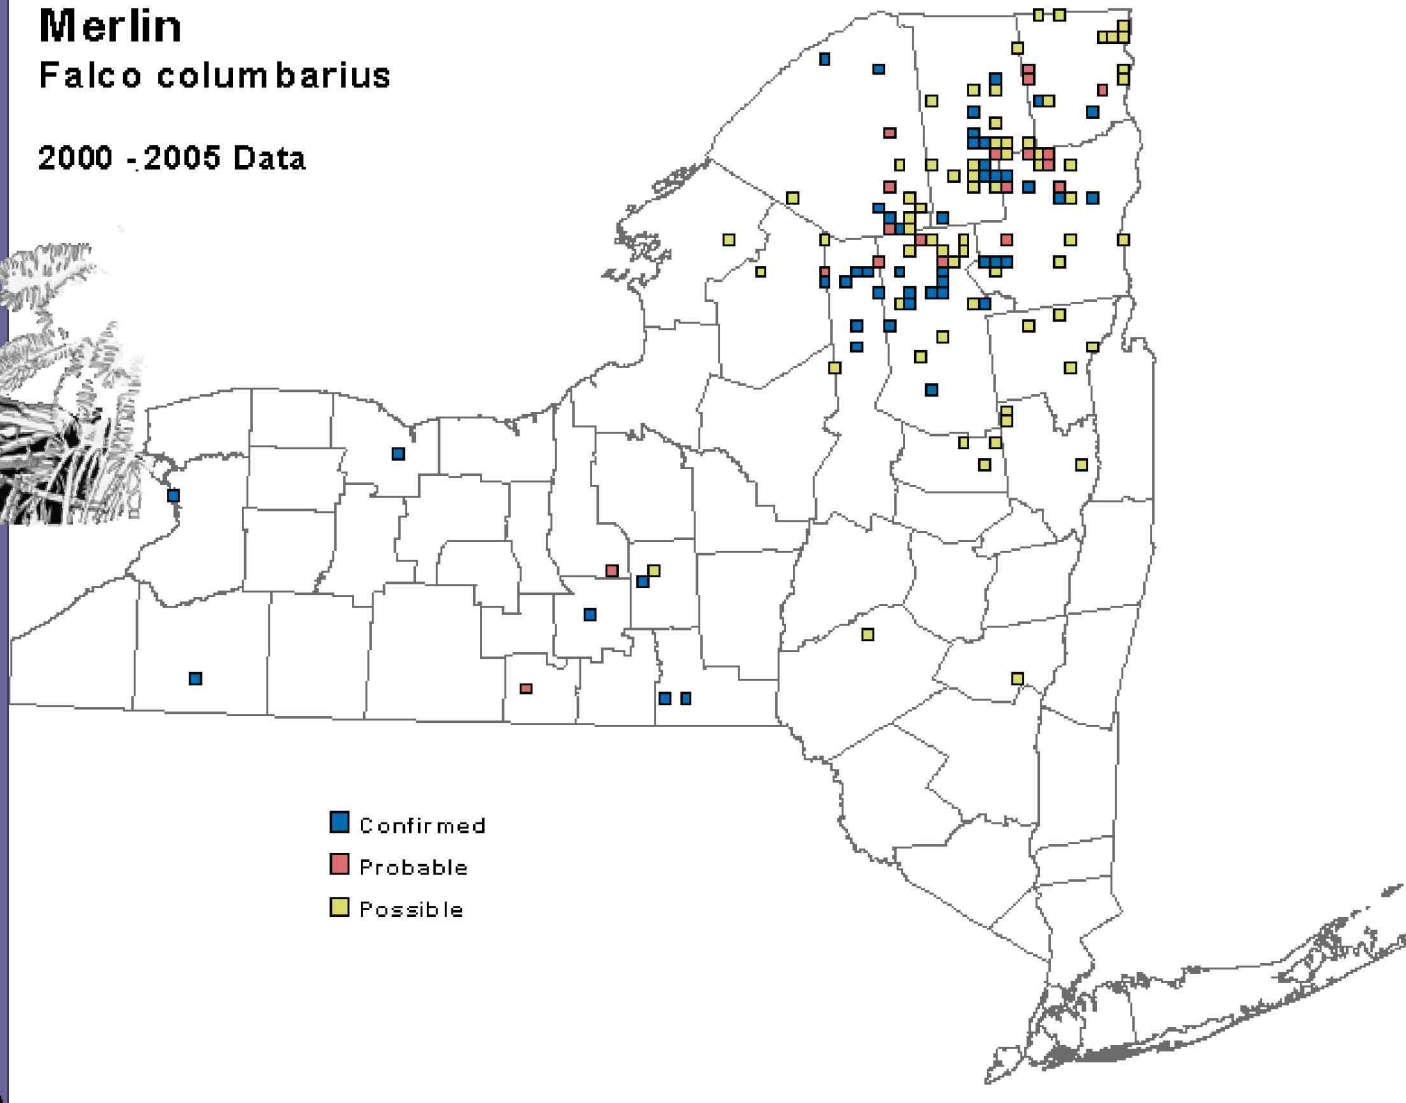 Merlin
Falco columbarius
2000 - 2005 Data
Confirmed
Probable
Possible